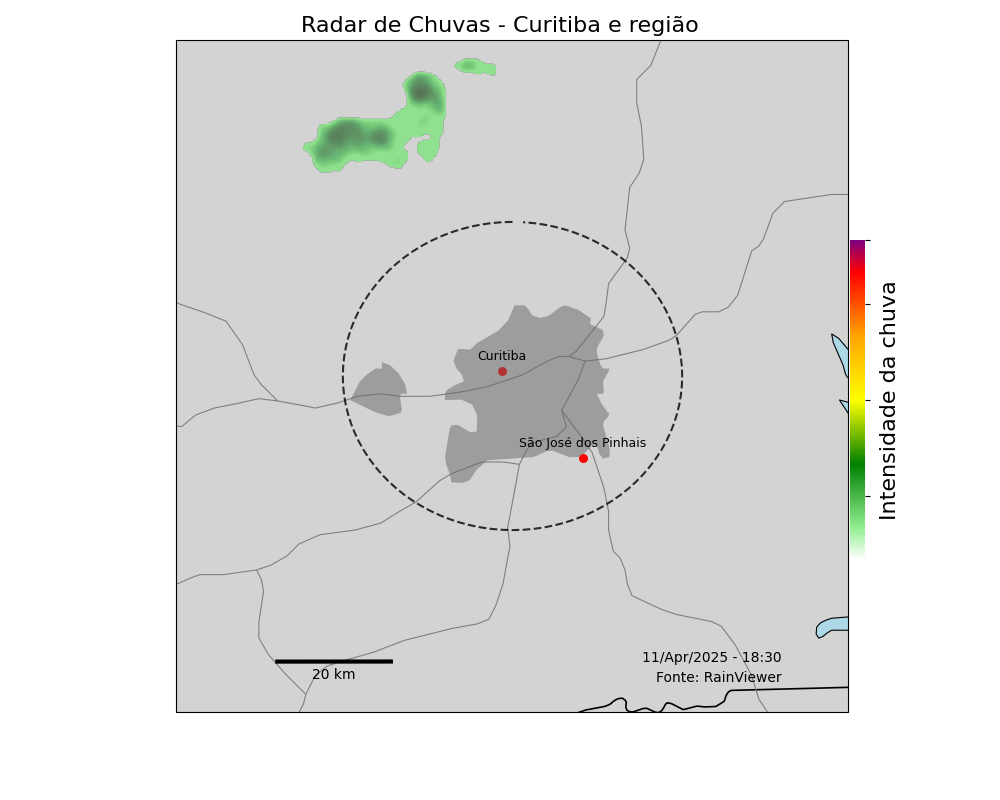 Radar de Chuvas - Curitiba e região
Curitiba
São José dos Pinhais
Intensidade da chuva
11/Apr/2025 - 18:30
20 km
Fonte: RainViewer